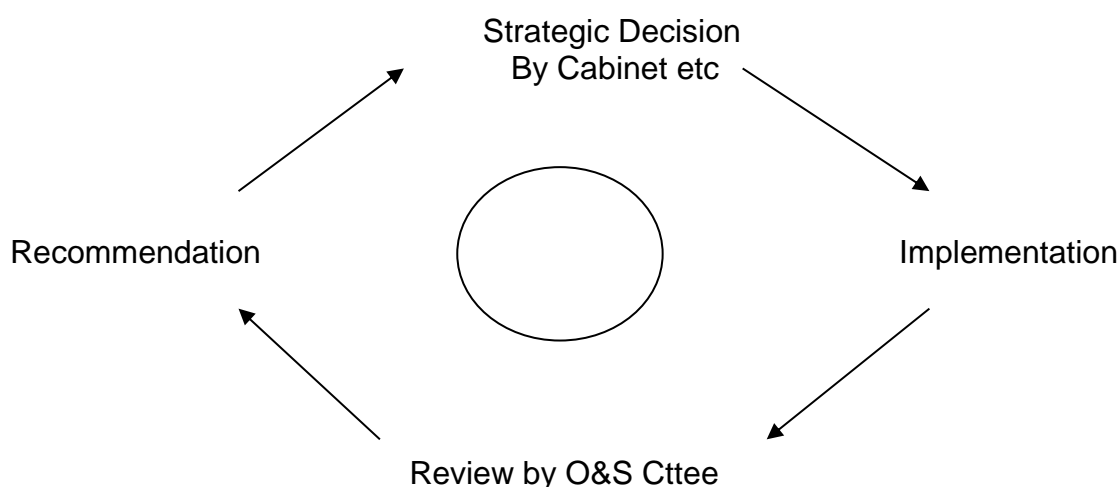 Strategic Decision
By Cabinet etc
Recommendation
Implementation
Review by O&S Cttee